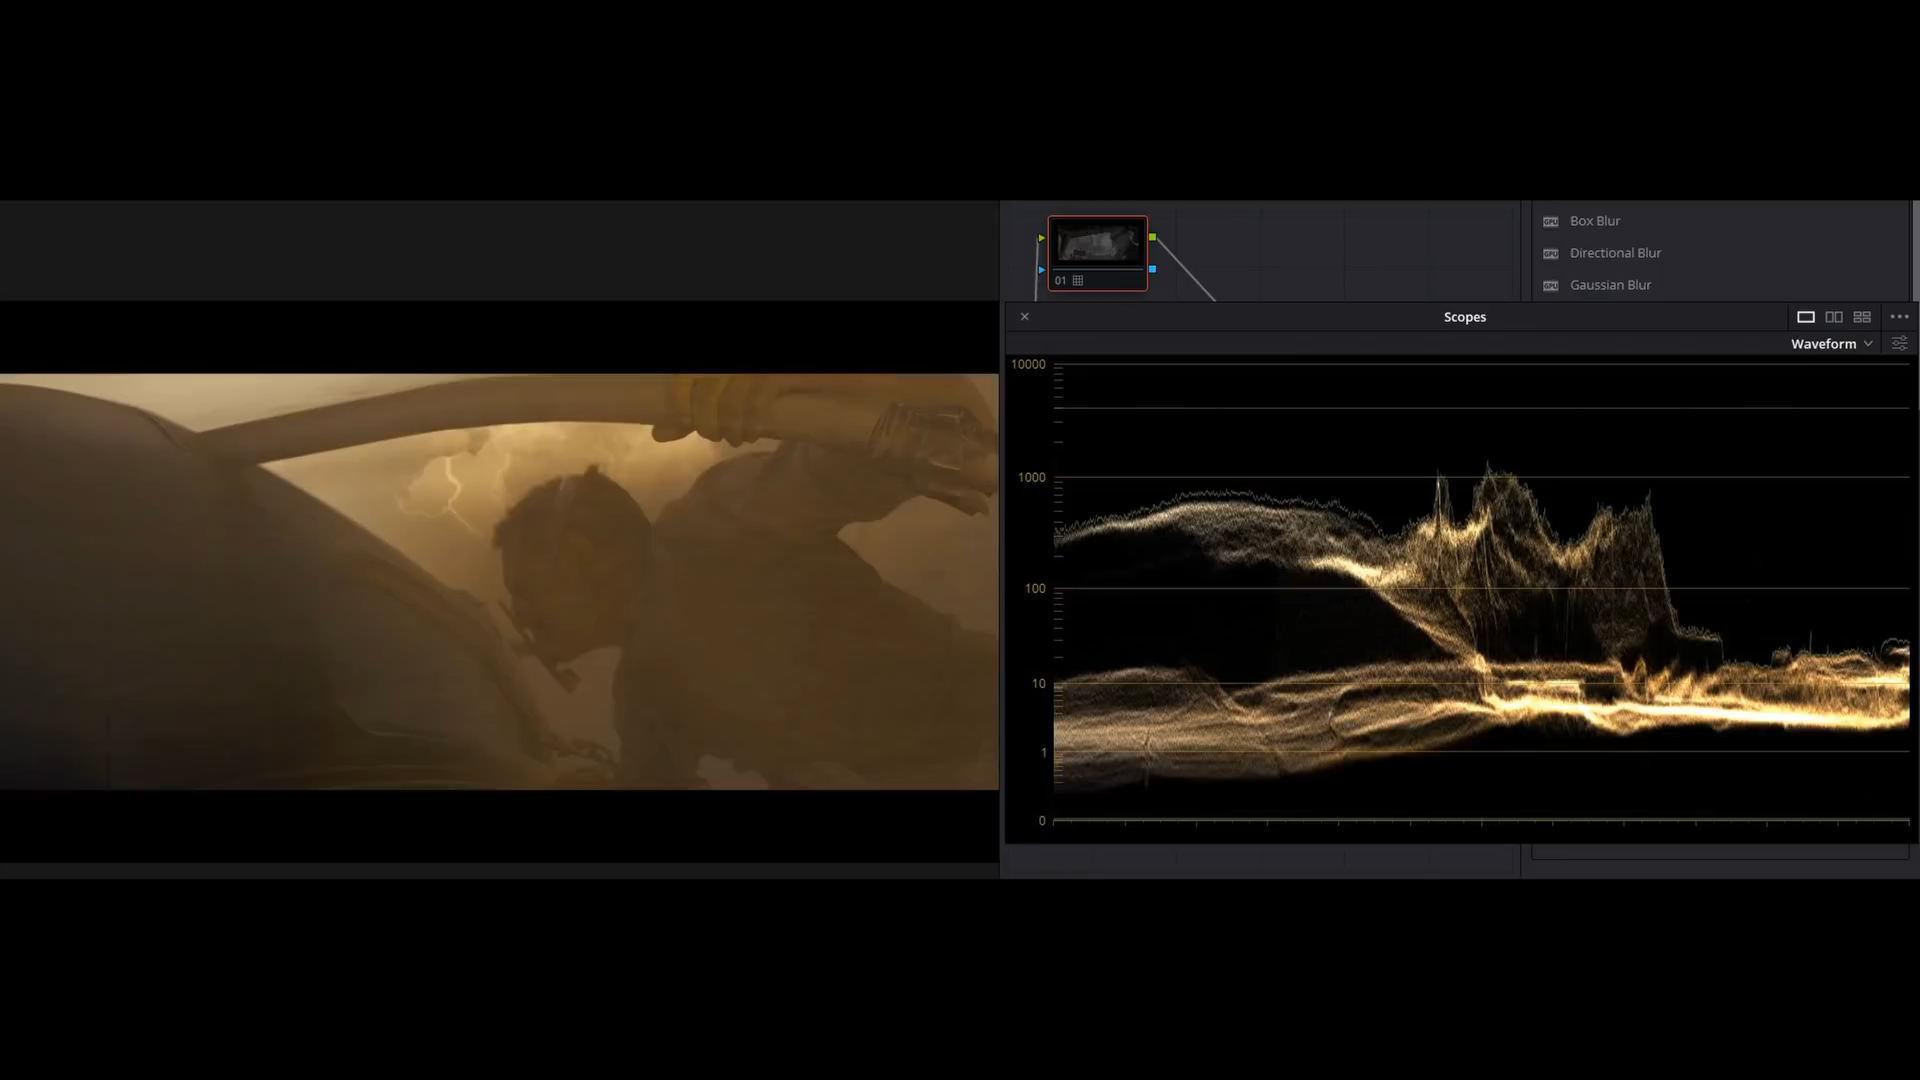 Box Blur
Directional Blur
Gaussian Blur
01
Scopes
Waveform
10000
1000
100
10
1
0